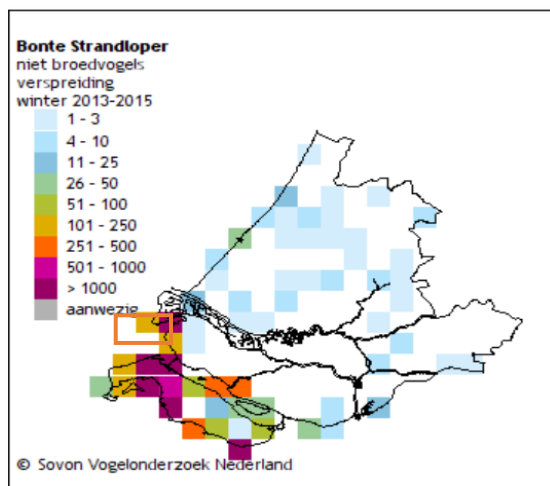 Bonte Strandloper
niet broedvogels
verspreiding
winter 2013-2015
1 - 3
4 - 10
11 - 25
26 - 50
51 - 100
101 - 250
251 - 500
501 - 1000
> 1000
aanwezig
© Sovon Vogelonderzoek Nederland